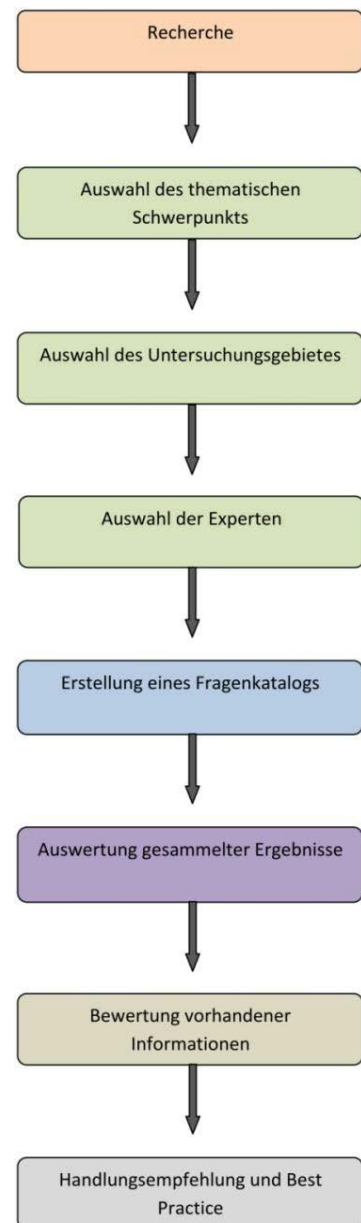 Recherche
Auswahl des thematischen
Schwerpunkts
Auswahl des Untersuchungsgebietes
Auswahl der Experten
Erstellung eines Fragenkatalogs
Auswertung gesammelter Ergebnisse
Bewertung vorhandener
Informationen
Handlungsempfehlung und Best
Practice